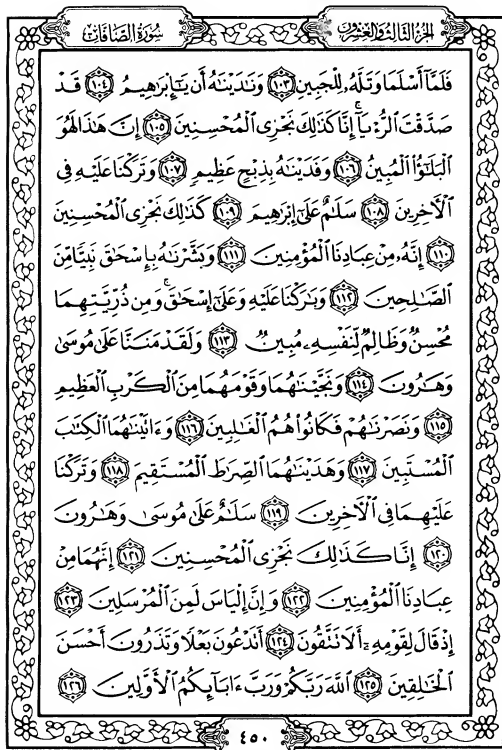 الجزء الثالث والعشرون
سورة الصافات
فَلَمَّآ أَسْلَمَا وَتَلَّهُۥ لِلْجَبِينِ ١٠٣ وَنَٰدَيْنَٰهُ أَن يَٰٓإِبْرَٰهِيمُ ١٠٤ قَدْ
صَدَّقْتَ ٱلرُّءْيَآ ۚ إِنَّا كَذَٰلِكَ نَجْزِى ٱلْمُحْسِنِينَ ١٠٥ إِنَّ هَٰذَا لَهُوَ
ٱلْبَلَٰٓؤُا۟ ٱلْمُبِينُ ١٠٦ وَفَدَيْنَٰهُ بِذِبْحٍ عَظِيمٍ ١٠٧ وَتَرَكْنَا عَلَيْهِ فِى
ٱلْءَاخِرِينَ ١٠٨ سَلَٰمٌ عَلَىٰٓ إِبْرَٰهِيمَ ١٠٩ كَذَٰلِكَ نَجْزِى ٱلْمُحْسِنِينَ
١١٠ إِنَّهُۥ مِنْ عِبَادِنَا ٱلْمُؤْمِنِينَ ١١١ وَبَشَّرْنَٰهُ بِإِسْحَٰقَ نَبِيًّا مِّنَ
ٱلصَّٰلِحِينَ ١١٢ وَبَٰرَكْنَا عَلَيْهِ وَعَلَىٰٓ إِسْحَٰقَ ۚ وَمِن ذُرِّيَّتِهِمَا
مُحْسِنٌ وَظَالِمٌ لِّنَفْسِهِۦ مُبِينٌ ١١٣ وَلَقَدْ مَنَنَّا عَلَىٰ مُوسَىٰ
وَهَٰرُونَ ١١٤ وَنَجَّيْنَٰهُمَا وَقَوْمَهُمَا مِنَ ٱلْكَرْبِ ٱلْعَظِيمِ
١١٥ وَنَصَرْنَٰهُمْ فَكَانُوا۟ هُمُ ٱلْغَٰلِبِينَ ١١٦ وَءَاتَيْنَٰهُمَا ٱلْكِتَٰبَ
ٱلْمُسْتَبِينَ ١١٧ وَهَدَيْنَٰهُمَا ٱلصِّرَٰطَ ٱلْمُسْتَقِيمَ ١١٨ وَتَرَكْنَا
عَلَيْهِمَا فِى ٱلْءَاخِرِينَ ١١٩ سَلَٰمٌ عَلَىٰ مُوسَىٰ وَهَٰرُونَ
١٢٠ إِنَّا كَذَٰلِكَ نَجْزِى ٱلْمُحْسِنِينَ ١٢١ إِنَّهُمَا مِنْ
عِبَادِنَا ٱلْمُؤْمِنِينَ ١٢٢ وَإِنَّ إِلْيَاسَ لَمِنَ ٱلْمُرْسَلِينَ ١٢٣
إِذْ قَالَ لِقَوْمِهِۦٓ أَلَا تَتَّقُونَ ١٢٤ أَتَدْعُونَ بَعْلًا وَتَذَرُونَ أَحْسَنَ
ٱلْخَٰلِقِينَ ١٢٥ ٱللَّهَ رَبَّكُمْ وَرَبَّ ءَابَآئِكُمُ ٱلْأَوَّلِينَ ١٢٦
٤٥٠